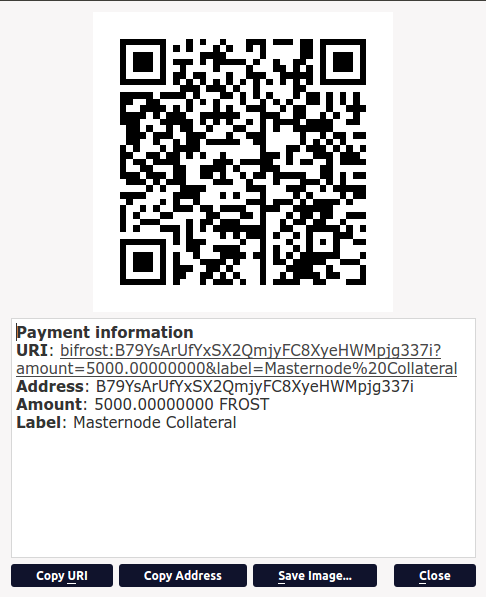 Payment information
URI: bifrost:B79YsArUfYxSX2QmjyFC8XyeHWMpjg337i?
amount=5000.00000000&label=Masternode%20Collateral
Address: B79YsArUfYxSX2QmjyFC8XyeHWMpjg337i
Amount: 5000.00000000 FROST
Label: Masternode Collateral
Copy URI Copy Address Save Image... Close